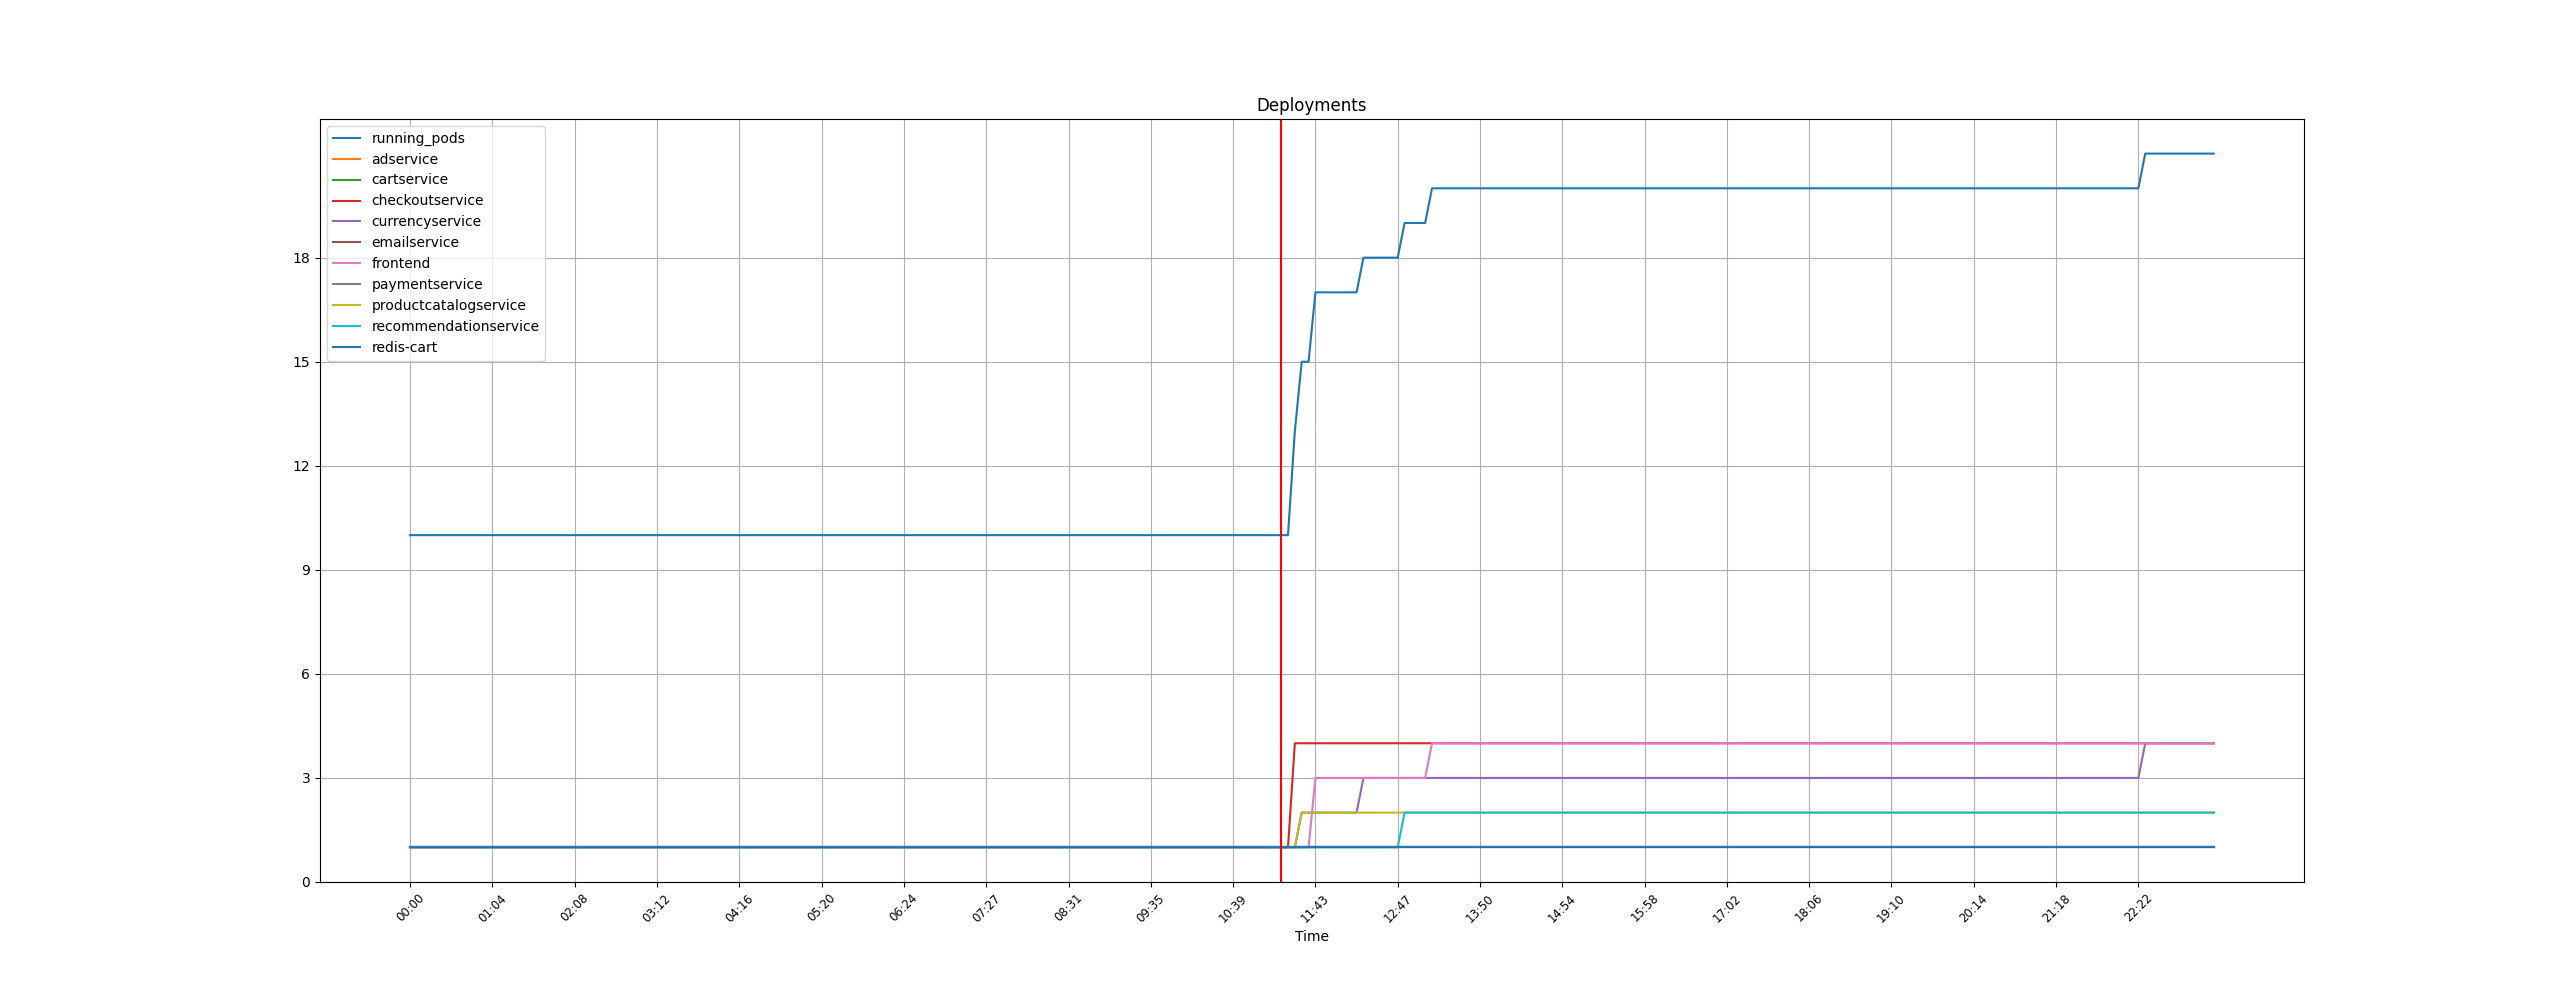 Deployments
running_pods
adservice
cartservice
checkoutservice
currencyservice
emailservice
frontend
paymentservice
productcatalogservice
recommendationservice
redis-cart
18
15
12
9
6
3
0
00:00 01:04 02:08 03:12 04:16 05:20 06:24 07:27 08:31 09:35 10:39 11:43 12:47 13:50 14:54 15:58 17:02 18:06 19:10 20:14 21:18 22:22
Time